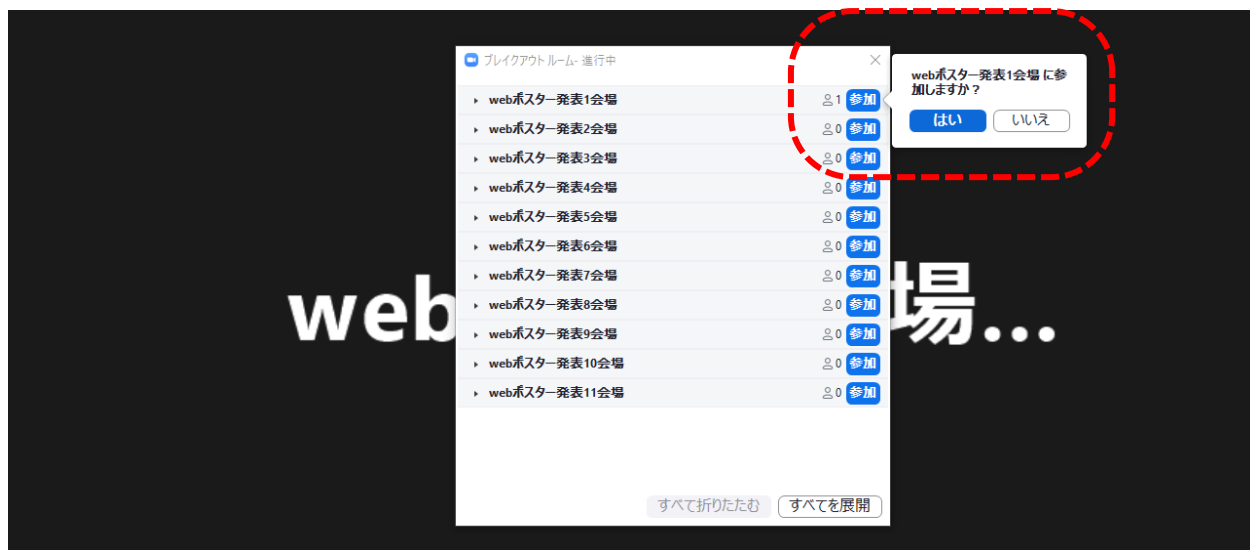 ブレイクアウト ルーム- 進行中
webポスター発表1会場 1 参加
webポスター発表2会場 0 参加
webポスター発表3会場 0 参加
webポスター発表4会場 0 参加
webポスター発表5会場 0 参加
webポスター発表6会場 0 参加
webポスター発表7会場 0 参加
webポスター発表8会場 0 参加
webポスター発表9会場 0 参加
webポスター発表10会場 0 参加
webポスター発表11会場 0 参加
すべて折りたたむ すべてを展開
webポスター発表1会場 に参
加しますか？
はい いいえ
web 場...